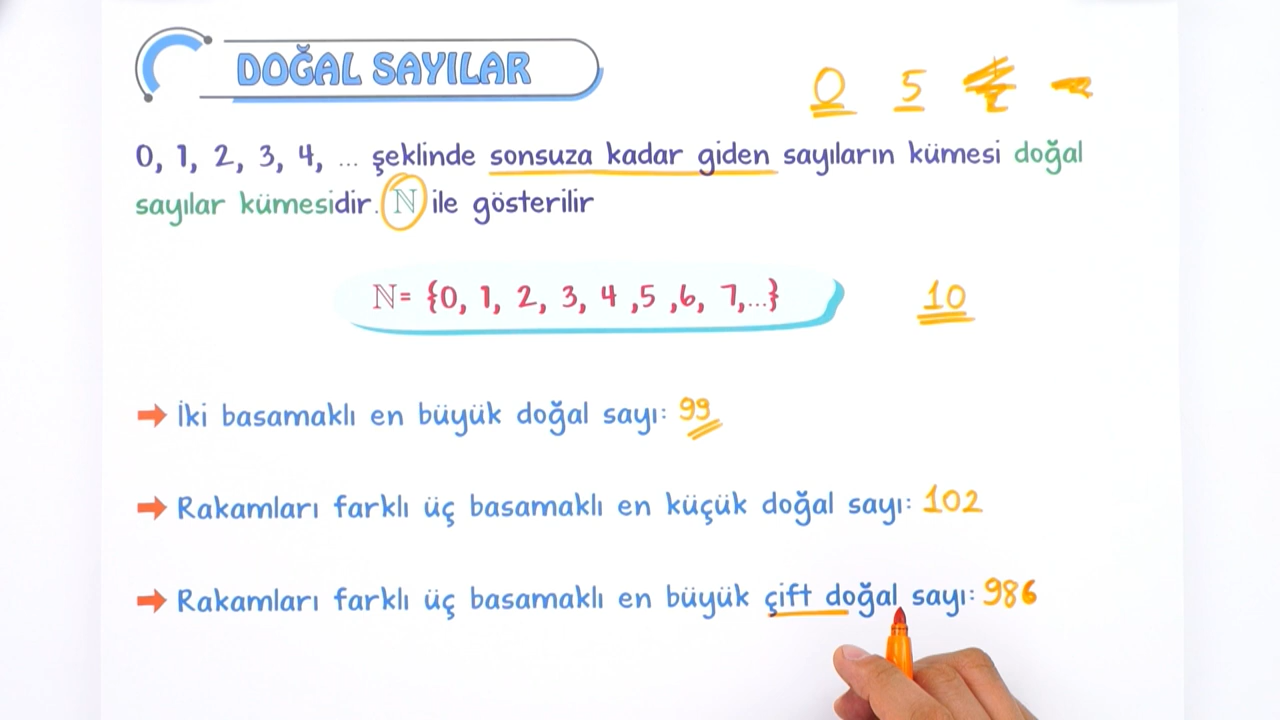 DOĞAL SAYILAR
0 5
0, 1, 2, 3, 4, ... şeklinde sonsuza kadar giden sayıların kümesi doğal
sayılar kümesidir. ℕ ile gösterilir
ℕ= {0, 1, 2, 3, 4 ,5 ,6, 7,...}
10
İki basamaklı en büyük doğal sayı: 99
Rakamları farklı üç basamaklı en küçük doğal sayı: 102
Rakamları farklı üç basamaklı en büyük çift doğal sayı: 986